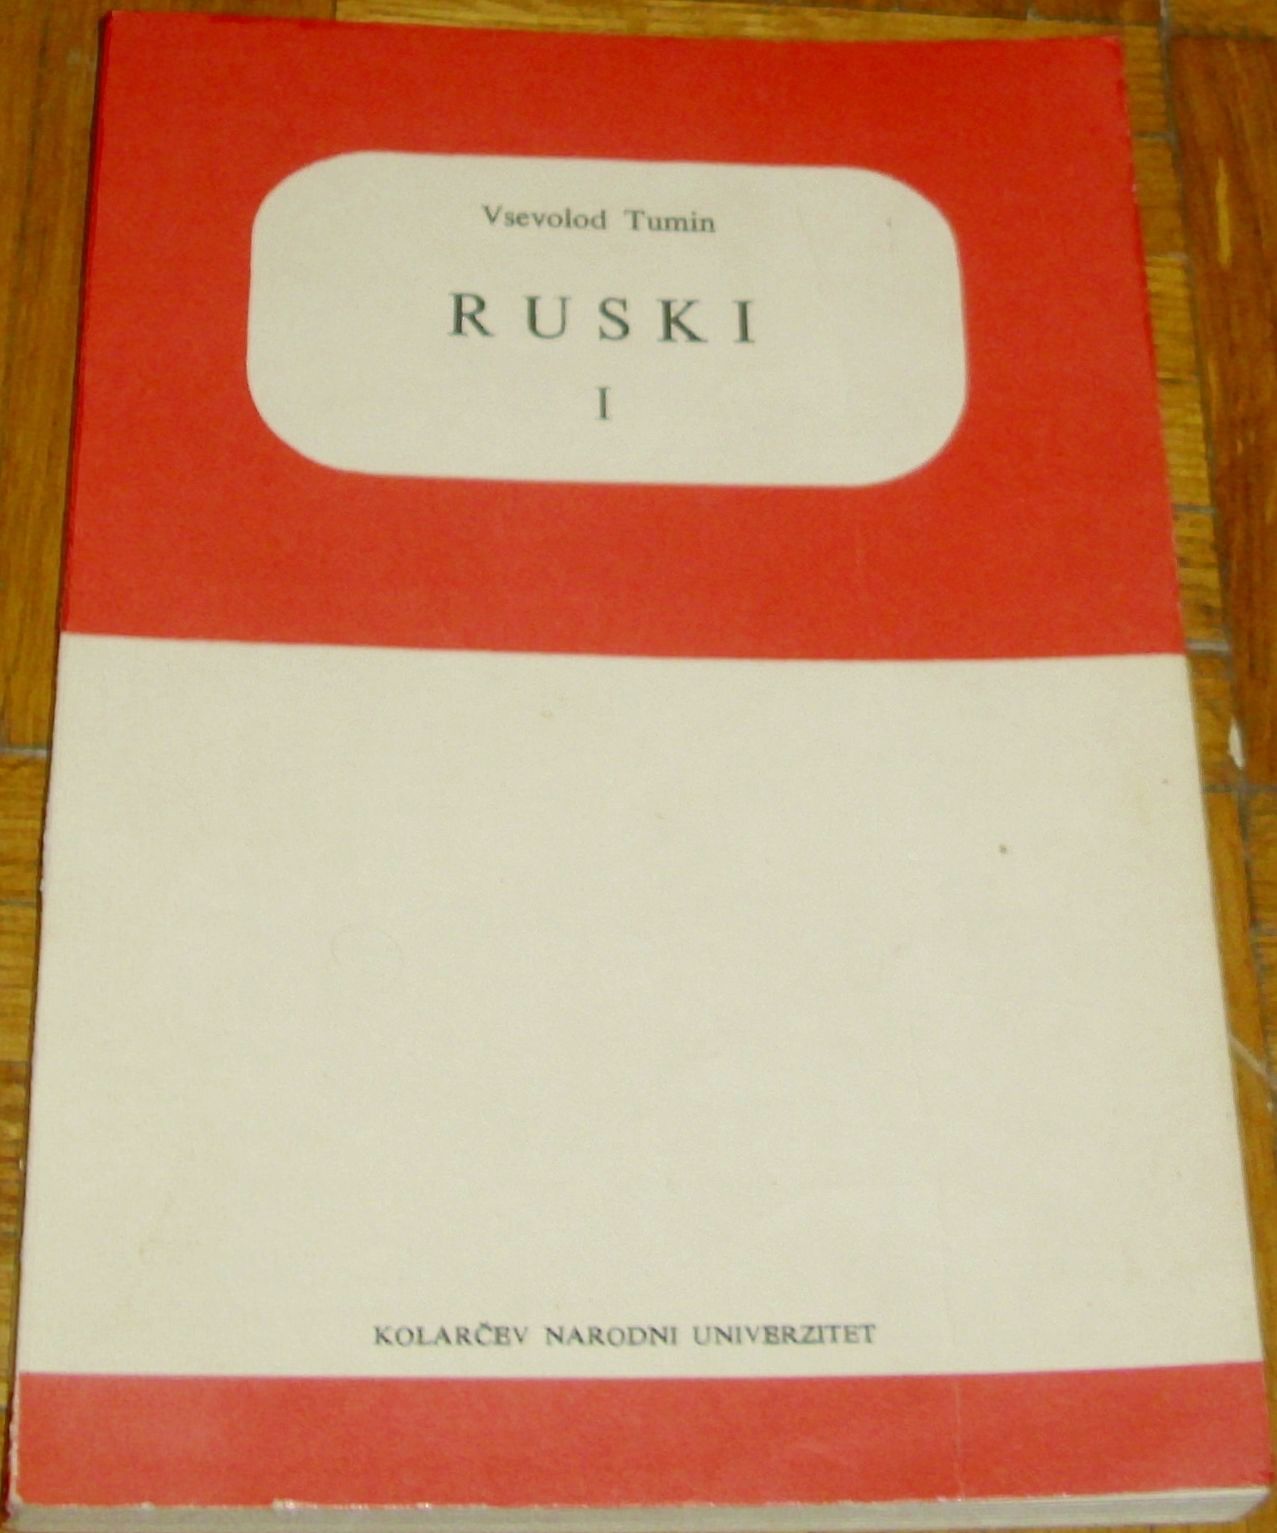 Vsevolod Tumin
RUSKI
I
KOLARČEV NARODNI UNIVERZITET